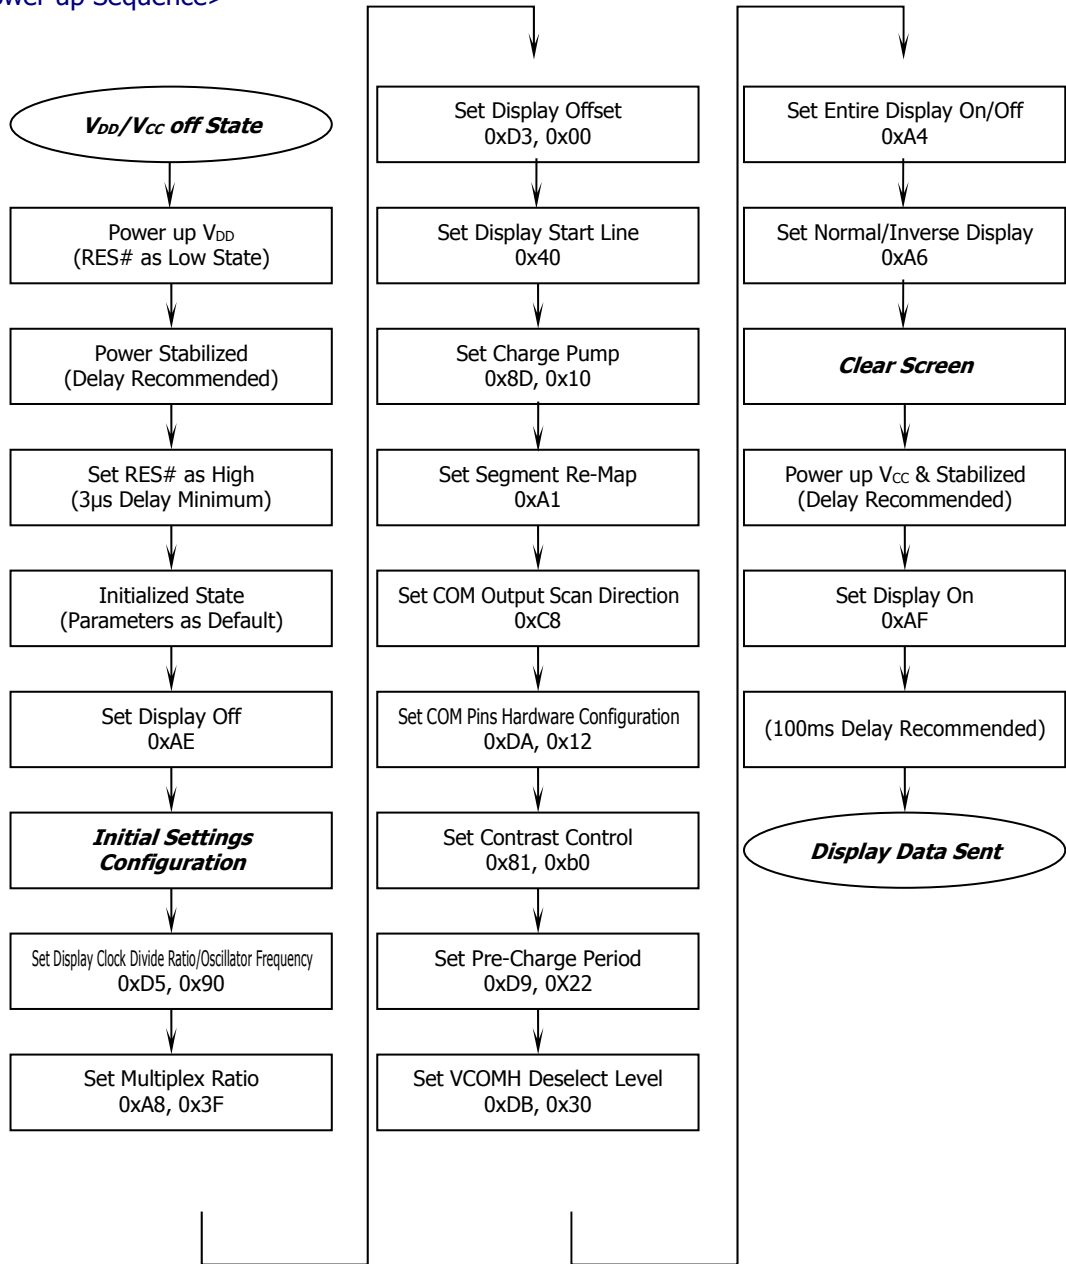 ower up Sequence>
VDD/VCC off State
Power up VDD
(RES# as Low State)
Power Stabilized
(Delay Recommended)
Set RES# as High
(3µs Delay Minimum)
Initialized State
(Parameters as Default)
Set Display Off
0xAE
Initial Settings
Configuration
Set Display Clock Divide Ratio/Oscillator Frequency
0xD5, 0x90
Set Multiplex Ratio
0xA8, 0x3F
Set Display Offset
0xD3, 0x00
Set Display Start Line
0x40
Set Charge Pump
0x8D, 0x10
Set Segment Re-Map
0xA1
Set COM Output Scan Direction
0xC8
Set COM Pins Hardware Configuration
0xDA, 0x12
Set Contrast Control
0x81, 0xb0
Set Pre-Charge Period
0xD9, 0X22
Set VCOMH Deselect Level
0xDB, 0x30
Set Entire Display On/Off
0xA4
Set Normal/Inverse Display
0xA6
Clear Screen
Power up VCC & Stabilized
(Delay Recommended)
Set Display On
0xAF
(100ms Delay Recommended)
Display Data Sent